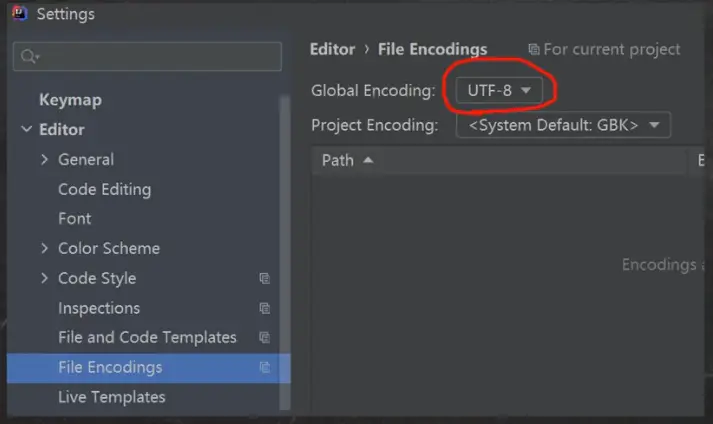 Settings
Keymap
Editor
General
Code Editing
Font
Color Scheme
Code Style
Inspections
File and Code Templates
File Encodings
Live Templates
Editor › File Encodings For current project
Global Encoding: UTF-8
Project Encoding: <System Default: GBK>
Path E
Encodings a